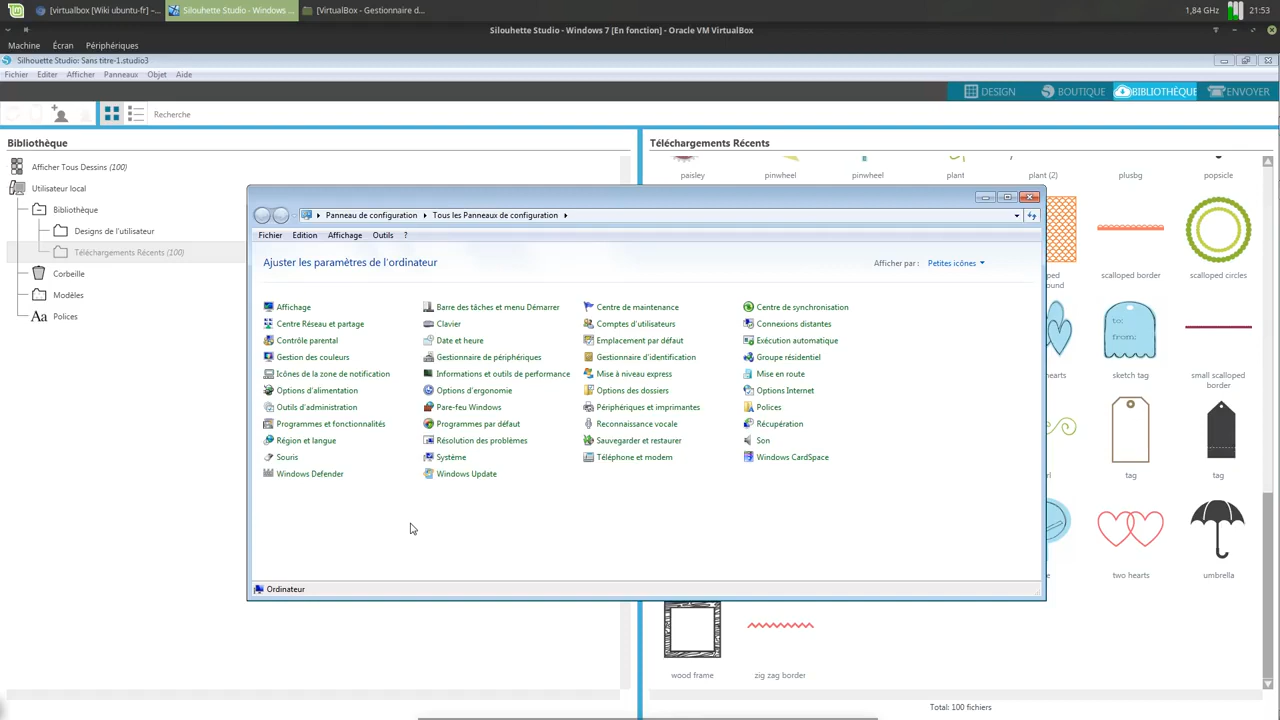 [virtualbox [Wiki ubuntu-fr] –...
Silouhette Studio - Windows ...
[VirtualBox - Gestionnaire d...
1,84 GHz
21:53
Silouhette Studio - Windows 7 [En fonction] - Oracle VM VirtualBox
Machine Écran Périphériques
Silhouette Studio: Sans titre-1.studio3
Fichier Editer Afficher Panneaux Objet Aide
DESIGN BOUTIQUE BIBLIOTHÈQUE ENVOYER
Recherche
Bibliothèque
Afficher Tous Dessins (100)
Utilisateur local
Bibliothèque
Designs de l'utilisateur
Téléchargements Récents (100)
Corbeille
Modèles
Aa Polices
Panneau de configuration Tous les Panneaux de configuration
Fichier Edition Affichage Outils ?
Ajuster les paramètres de l'ordinateur
Afficher par : Petites icônes
Affichage
Barre des tâches et menu Démarrer
Centre de maintenance
Centre de synchronisation
Centre Réseau et partage
Clavier
Comptes d'utilisateurs
Connexions distantes
Contrôle parental
Date et heure
Emplacement par défaut
Exécution automatique
Gestion des couleurs
Gestionnaire de périphériques
Gestionnaire d'identification
Groupe résidentiel
Icônes de la zone de notification
Informations et outils de performance
Mise à niveau express
Mise en route
Options d'alimentation
Options d'ergonomie
Options des dossiers
Options Internet
Outils d'administration
Pare-feu Windows
Périphériques et imprimantes
Polices
Programmes et fonctionnalités
Programmes par défaut
Reconnaissance vocale
Récupération
Région et langue
Résolution des problèmes
Sauvegarder et restaurer
Son
Souris
Système
Téléphone et modem
Windows CardSpace
Windows Defender
Windows Update
Ordinateur
Téléchargements Récents
paisley pinwheel pinwheel plant plant (2) plusbg popsicle
scalloped border scalloped circles
to:
from:
sketch tag
small scalloped
border
tag tag
two hearts umbrella
wood frame zig zag border
Total: 100 fichiers